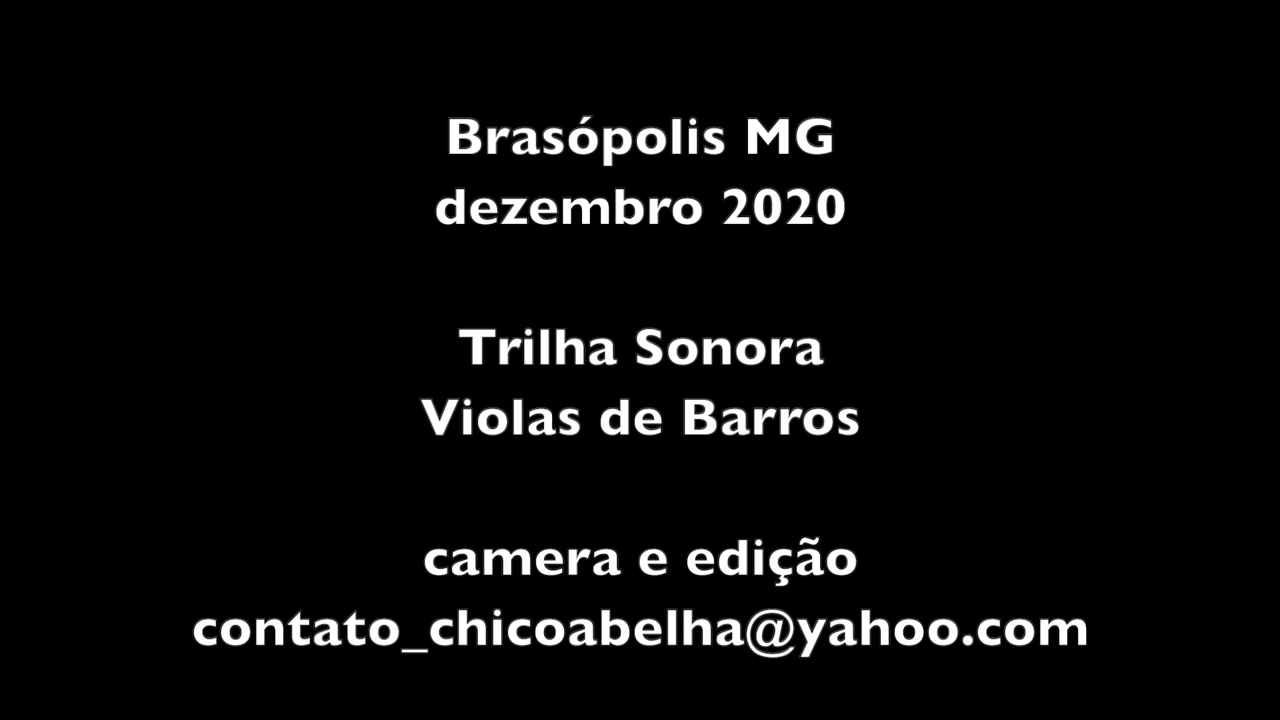 Brasópolis MG
dezembro 2020
Trilha Sonora
Violas de Barros
camera e edição
contato_chicoabelha@yahoo.com